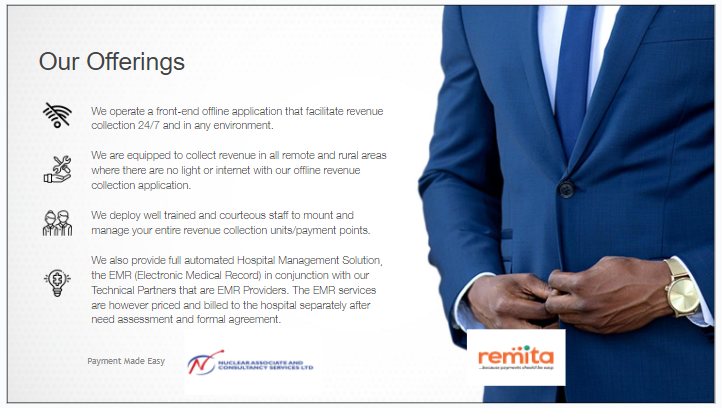 Our Offerings
We operate a front-end offline application that facilitate revenue
collection 24/7 and in any environment.
We are equipped to collect revenue in all remote and rural areas
where there are no light or internet with our offline revenue
collection application.
We deploy well trained and courteous staff to mount and
manage your entire revenue collection units/payment points.
We also provide full automated Hospital Management Solution,
the EMR (Electronic Medical Record) in conjunction with our
Technical Partners that are EMR Providers. The EMR services
are however priced and billed to the hospital separately after
need assessment and formal agreement.
Payment Made Easy
NUCLEAR ASSOCIATE AND
CONSULTANCY SERVICES LTD
remita
...because payments should be easy